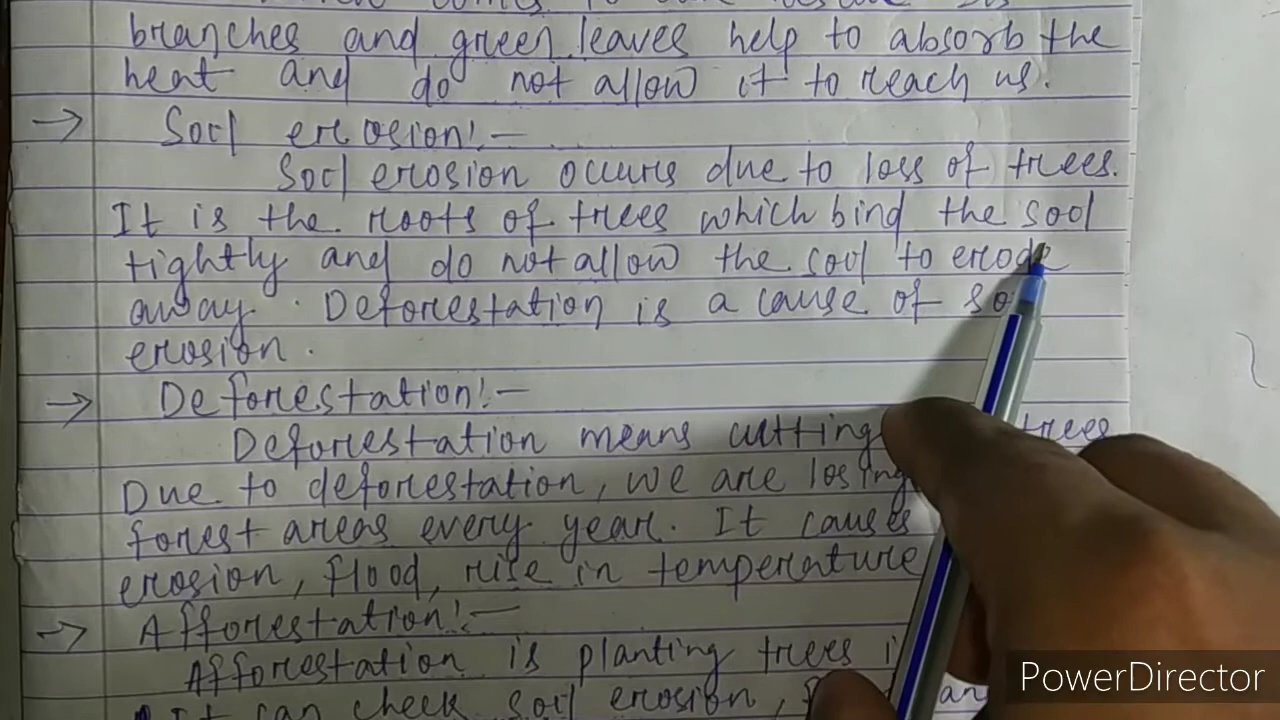 branches and green leaves help to absorb the
heat and do not allow it to reach us.
→ Soil erosion:-
Soil erosion occurs due to loss of trees.
It is the roots of trees which bind the soil
tightly and do not allow the soil to erode
away. Deforestation is a cause of
erosion.
→ Deforestation:-
Deforestation means cutting trees
Due to deforestation, we are losing
forest areas every year. It causes
erosion, flood, rise in temperature
→ Afforestation:-
Afforestation is planting trees
It can check soil erosion,
PowerDirector